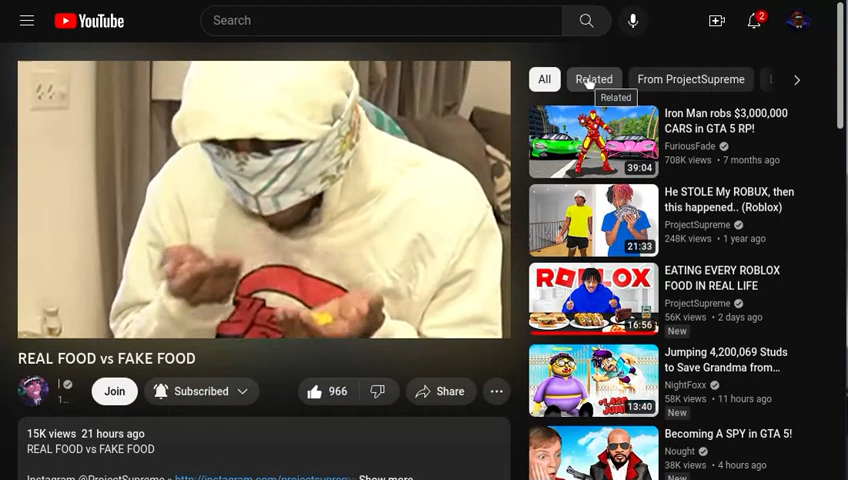 YouTube
Search
2
All
Related
From ProjectSupreme
Related
39:04
Iron Man robs $3,000,000
CARS in GTA 5 RP!
FuriousFade
708K views • 7 months ago
21:33
He STOLE My ROBUX, then
this happened.. (Roblox)
ProjectSupreme
248K views • 1 year ago
ROBLOX
16:56
EATING EVERY ROBLOX
FOOD IN REAL LIFE
ProjectSupreme
56K views • 2 days ago
New
13:40
Jumping 4,200,069 Studs
to Save Grandma from…
NightFoxx
58K views • 11 hours ago
New
Becoming A SPY in GTA 5!
Nought
38K views • 4 hours ago
New
REAL FOOD vs FAKE FOOD
Join
Subscribed
966
Share
15K views 21 hours ago
REAL FOOD vs FAKE FOOD
Instagram @ProjectSupreme
Show more